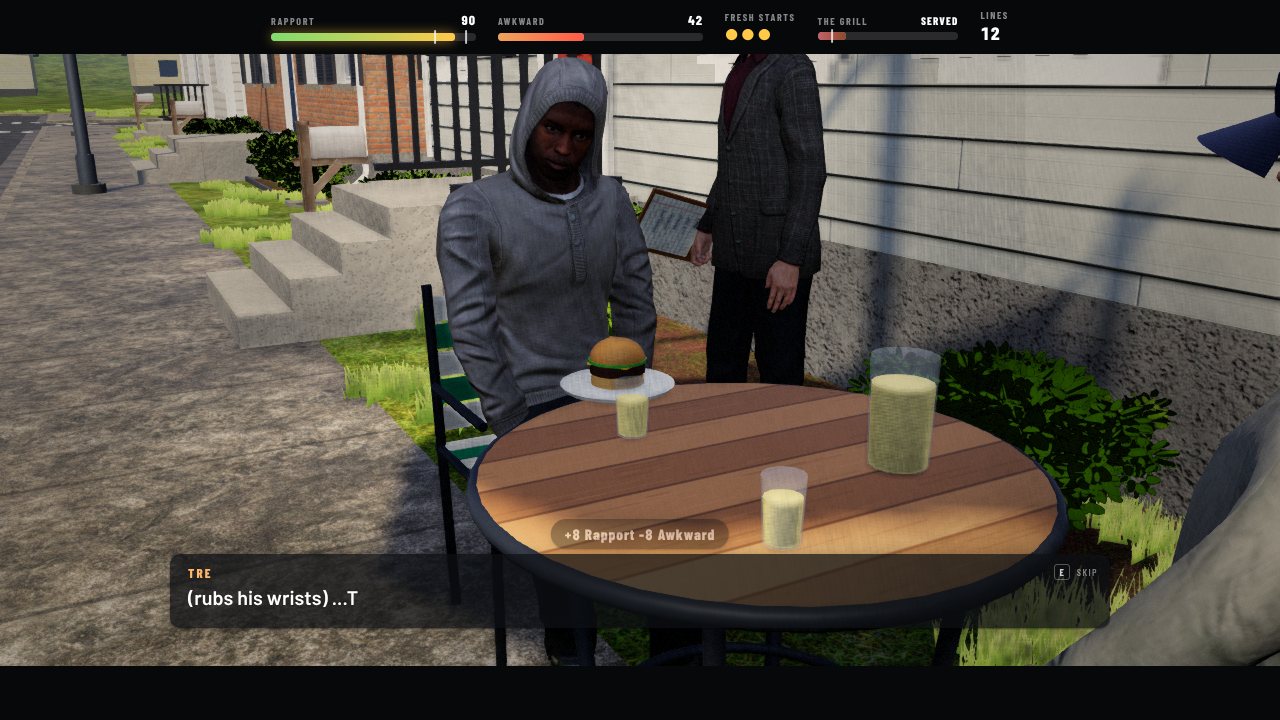 RAPPORT 90
AWKWARD 42
FRESH STARTS
THE GRILL SERVED
LINES
12
+8 Rapport -8 Awkward
TRE
E SKIP
(rubs his wrists) ...T